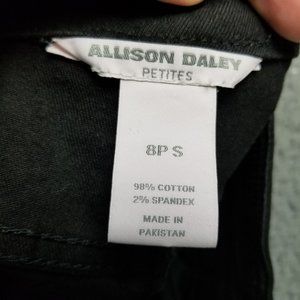 ALLISON DALEY
PETITES
8P S
98% COTTON
2% SPANDEX
MADE IN
PAKISTAN